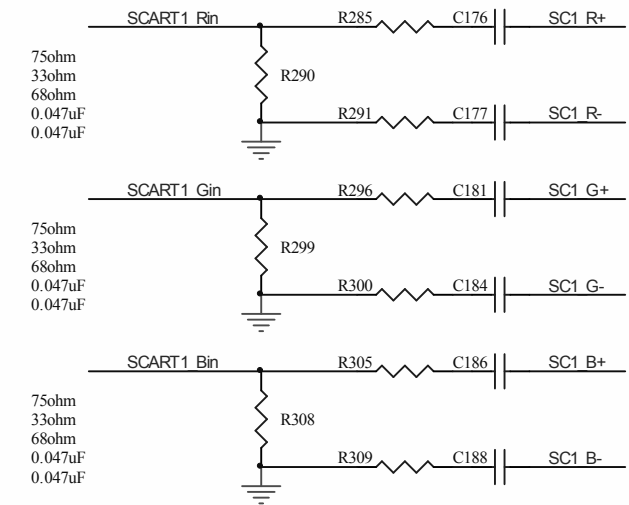 SCART1 Rin R285 C176 SC1 R+
75ohm
33ohm
68ohm
0.047uF
0.047uF
R290
R291 C177 SC1 R-
SCART1 Gin R296 C181 SC1 G+
75ohm
33ohm
68ohm
0.047uF
0.047uF
R299
R300 C184 SC1 G-
SCART1 Bin R305 C186 SC1 B+
75ohm
33ohm
68ohm
0.047uF
0.047uF
R308
R309 C188 SC1 B-